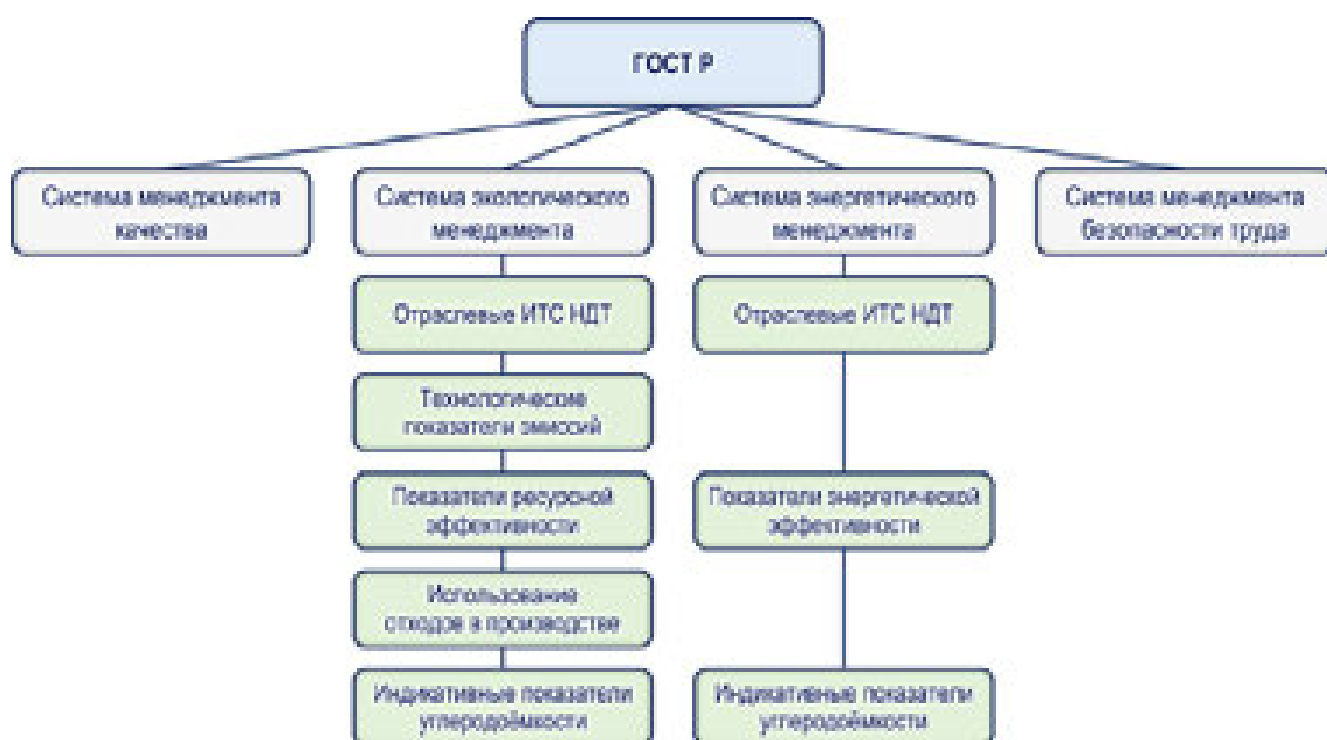 ГОСТ Р
Система менеджмента
качества
Система экологического
менеджмента
Система энергетического
менеджмента
Система менеджмента
безопасности труда
Отраслевые ИТС НДТ
Отраслевые ИТС НДТ
Технологические
показатели эмиссий
Показатели ресурсной
эффективности
Показатели энергетической
эффективности
Использование
отходов в производстве
Индикативные показатели
углеродоёмкости
Индикативные показатели
углеродоёмкости